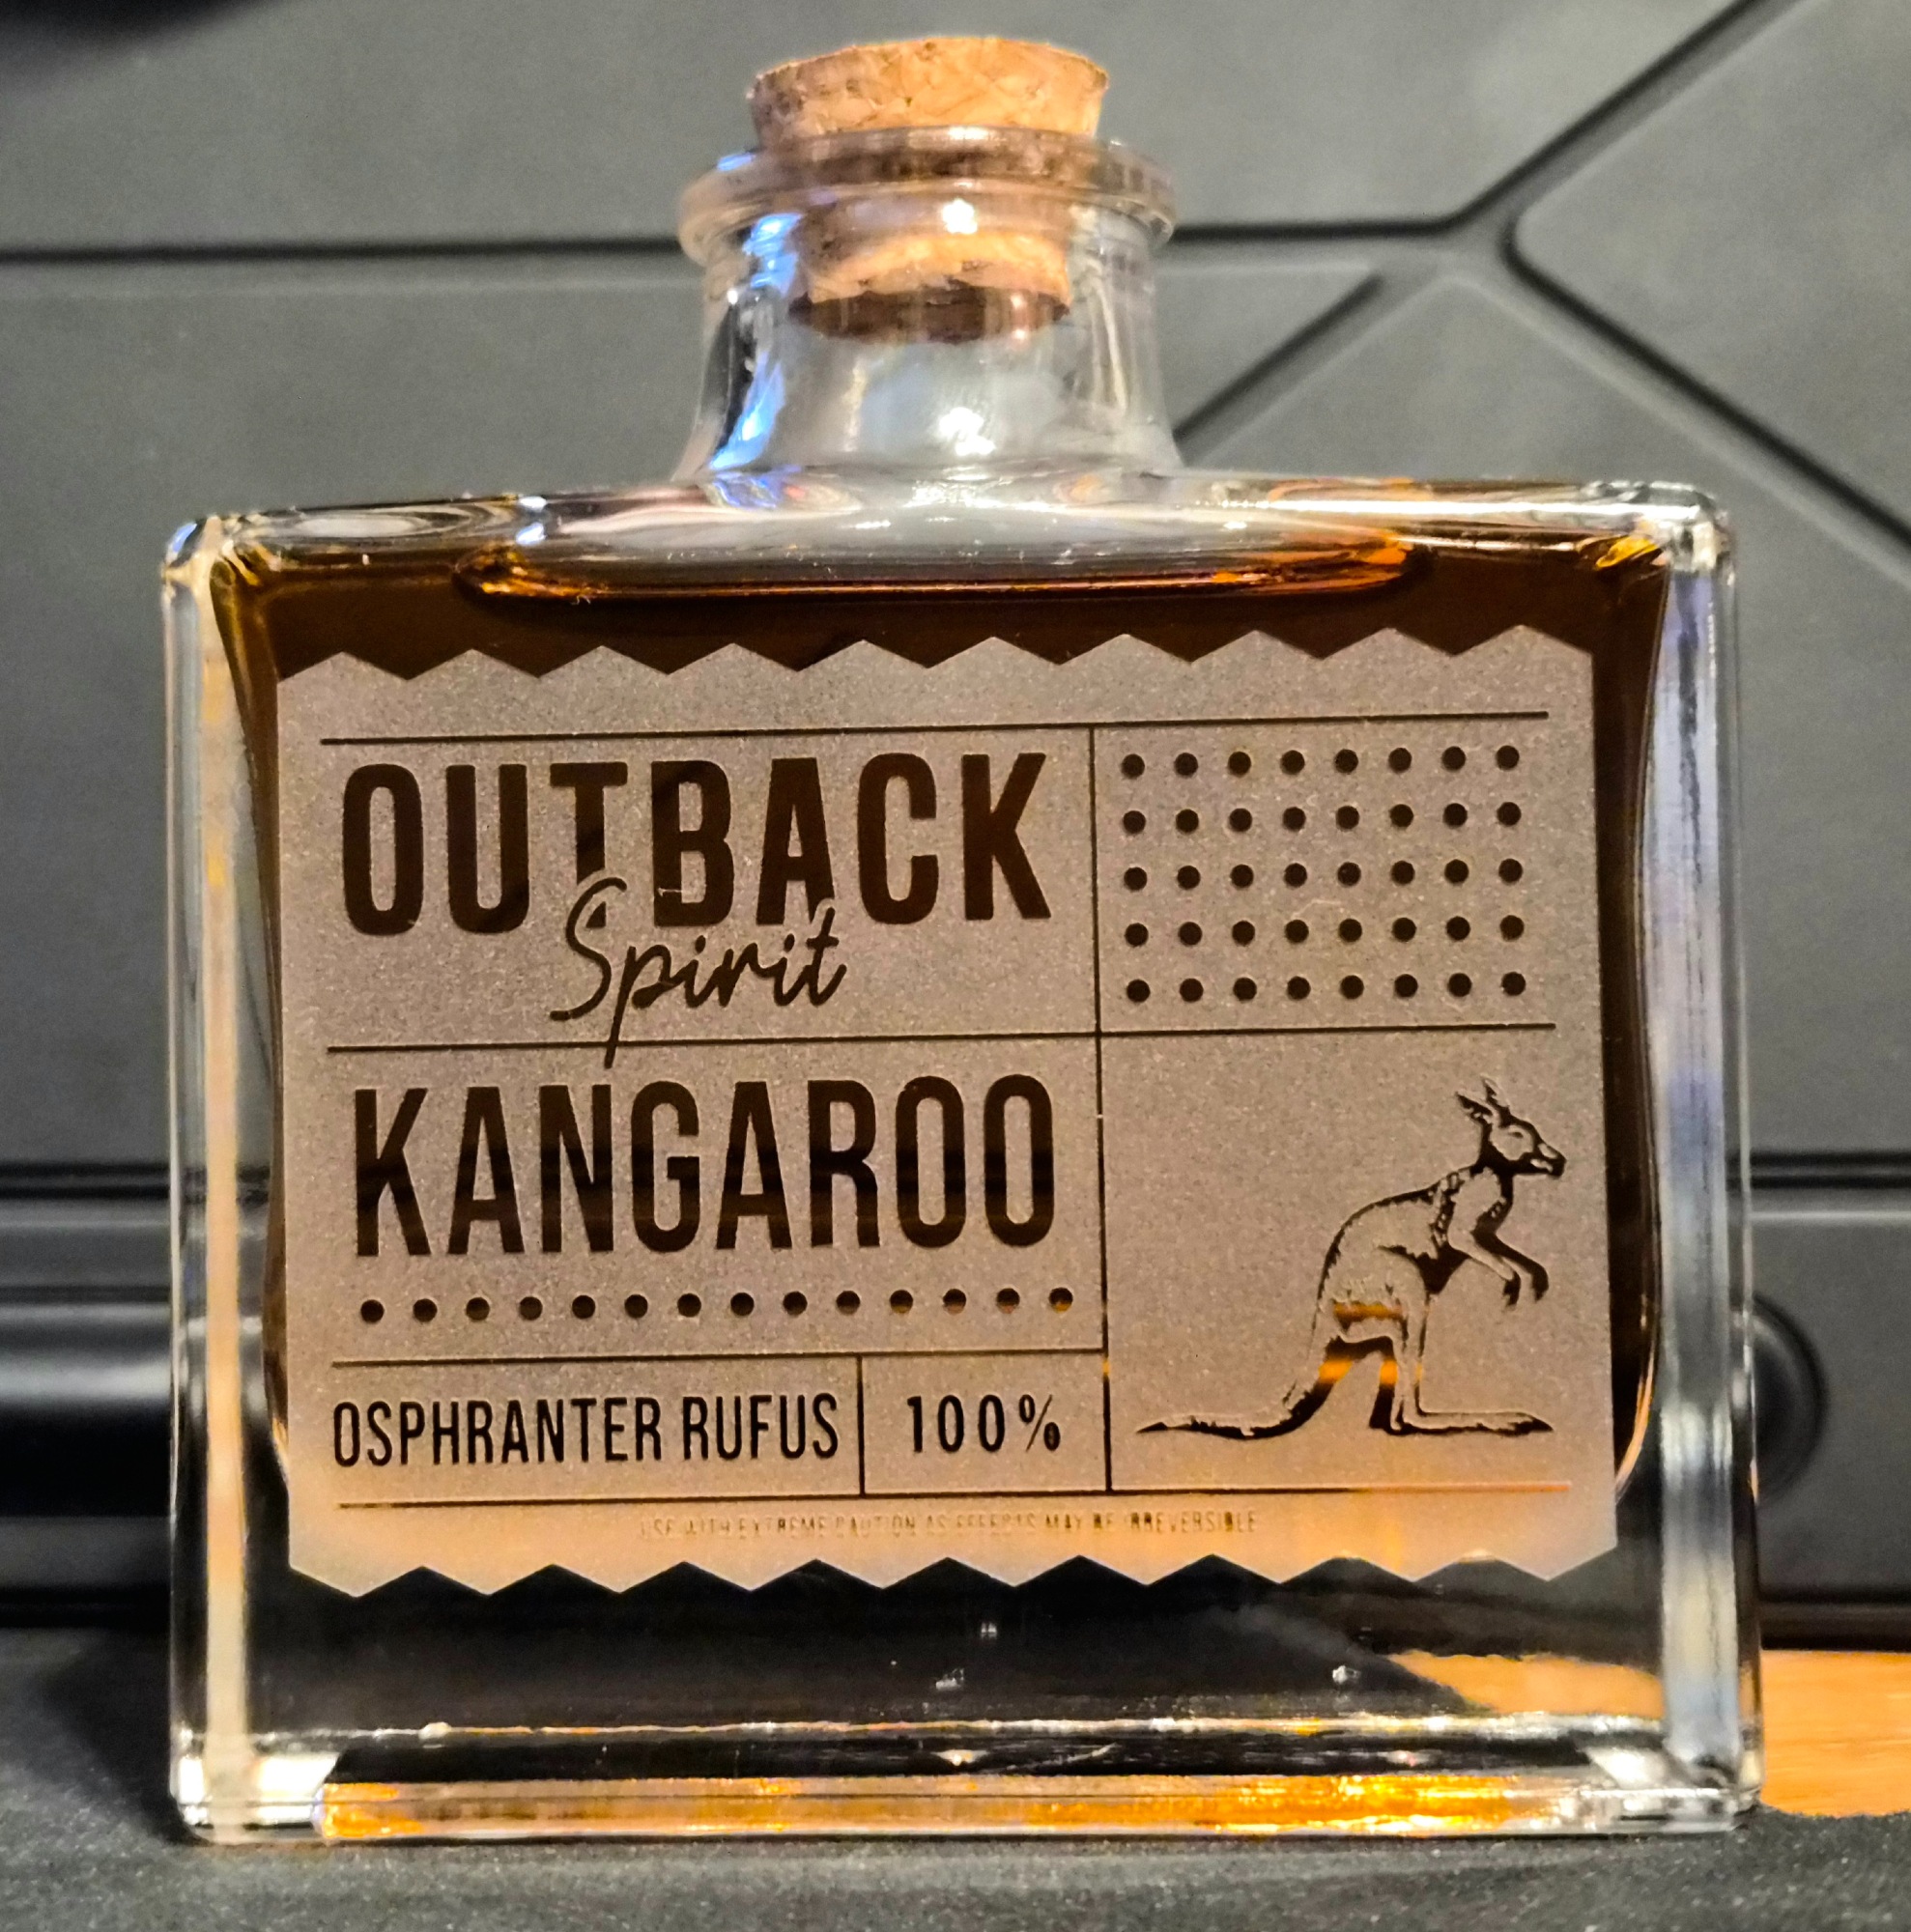 OUTBACK
Spirit
KANGAROO
OSPHRANTER RUFUS
100%
USE WITH EXTREME CAUTION AS EFFECTS MAY BE IRREVERSIBLE